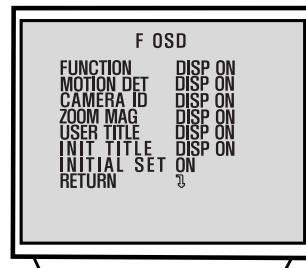 F OSD
FUNCTION DISP ON
MOTION DET DISP ON
CAMERA ID DISP ON
ZOOM MAG DISP ON
USER TITLE DISP ON
INIT TITLE DISP ON
INITIAL SET ON
RETURN